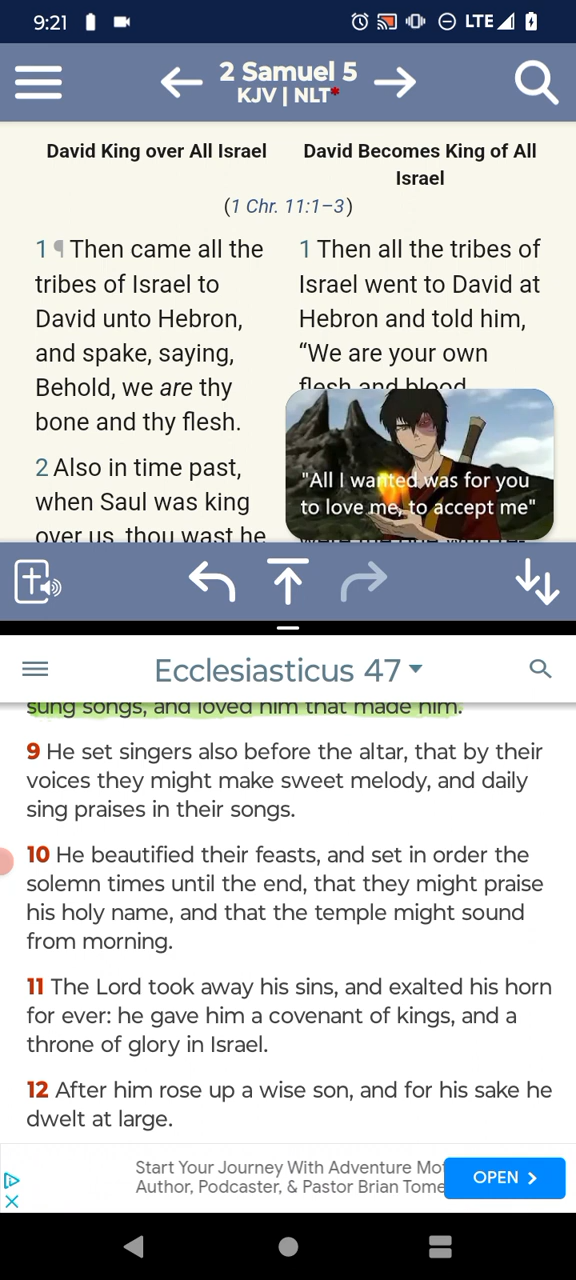 9:21
LTE
2 Samuel 5
KJV | NLT*
David King over All Israel
David Becomes King of All
Israel
(1 Chr. 11:1–3)
1 ¶ Then came all the
tribes of Israel to
David unto Hebron,
and spake, saying,
Behold, we are thy
bone and thy flesh.
2 Also in time past,
when Saul was king
over us, thou wast he
1 Then all the tribes of
Israel went to David at
Hebron and told him,
“We are your own
flesh and blood
"All I wanted was for you
to love me, to accept me"
Ecclesiasticus 47
sung songs, and loved him that made him.
9 He set singers also before the altar, that by their
voices they might make sweet melody, and daily
sing praises in their songs.
10 He beautified their feasts, and set in order the
solemn times until the end, that they might praise
his holy name, and that the temple might sound
from morning.
11 The Lord took away his sins, and exalted his horn
for ever: he gave him a covenant of kings, and a
throne of glory in Israel.
12 After him rose up a wise son, and for his sake he
dwelt at large.
Start Your Journey With Adventure Mo
Author, Podcaster, & Pastor Brian Tome
OPEN